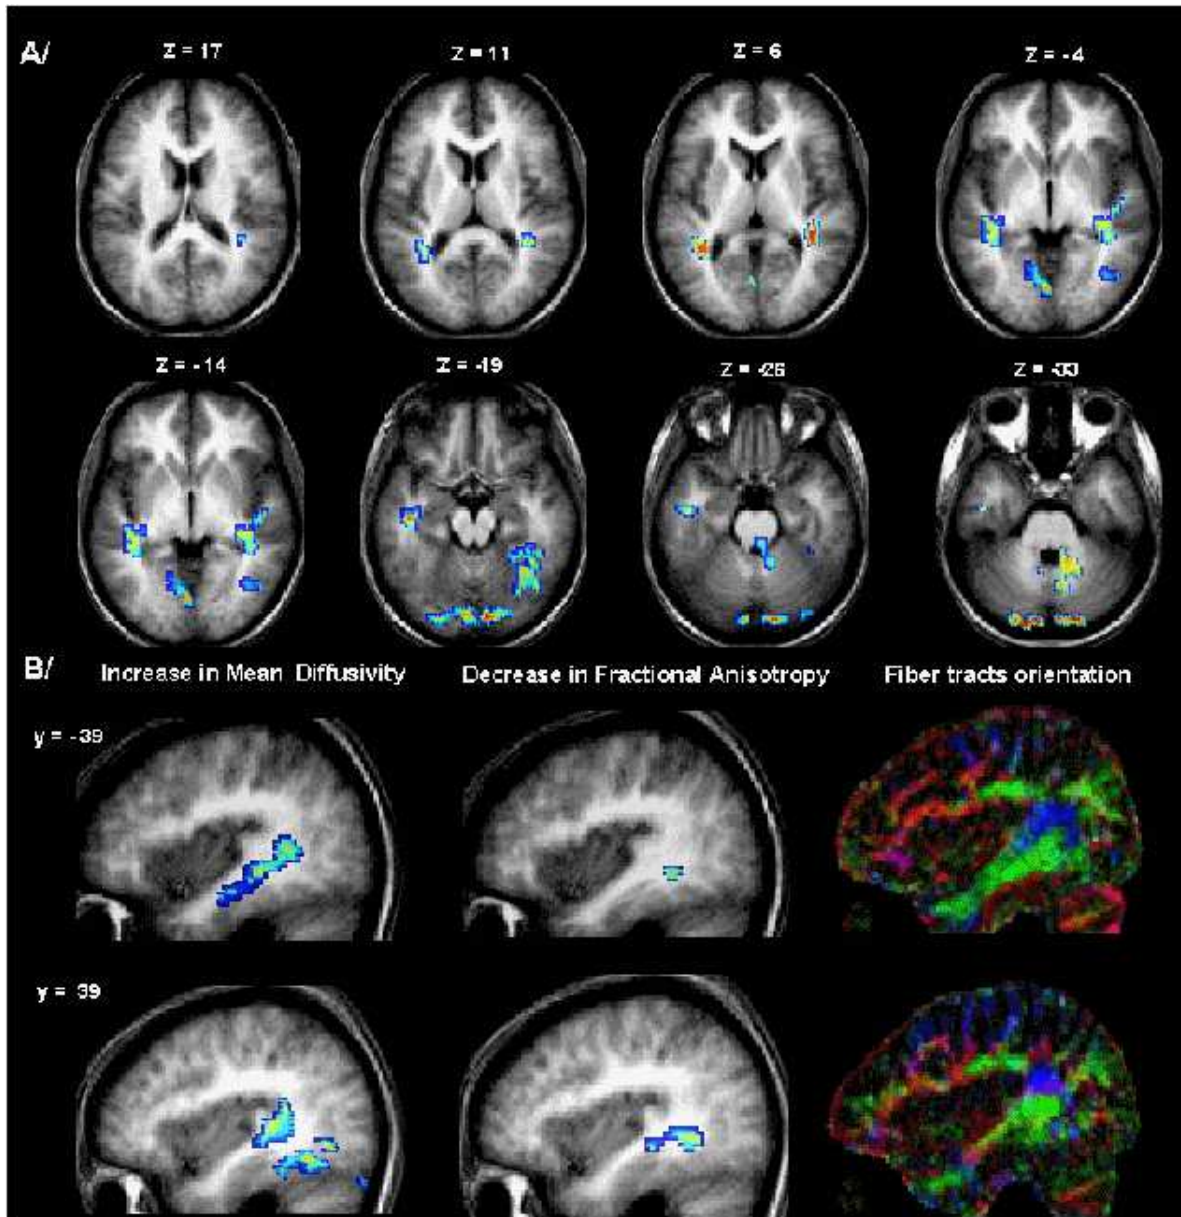 A/
Z = 17
Z = 11
Z = 6
Z = -4
Z = -14
Z = -19
Z = -26
Z = -33
B/
Increase in Mean Diffusivity
Decrease in Fractional Anisotropy
Fiber tracts orientation
y = -39
y = 39